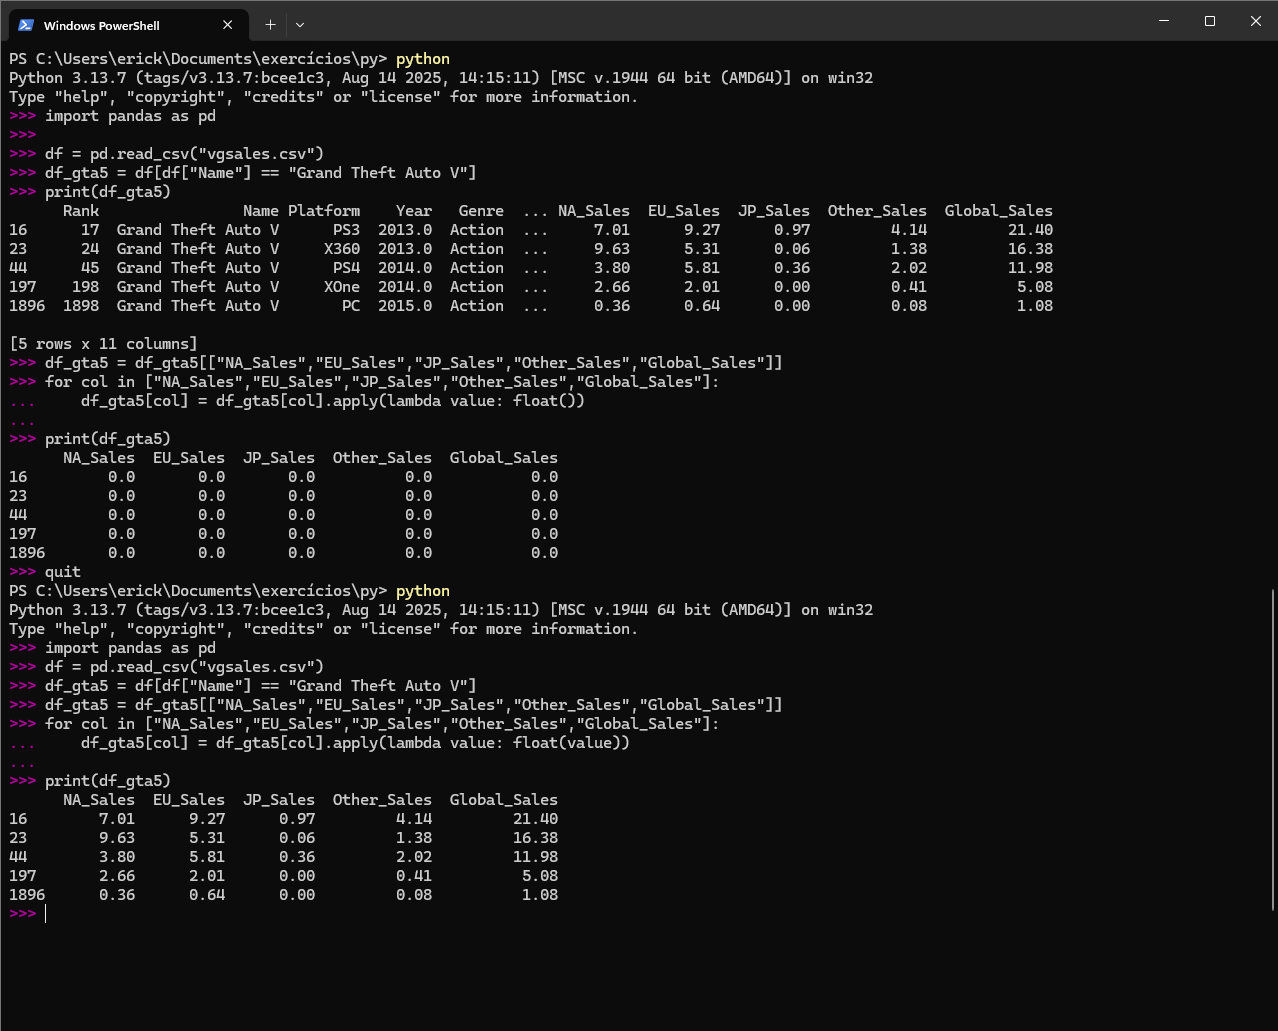 Windows PowerShell
PS C:\Users\erick\Documents\exercícios\py> python
Python 3.13.7 (tags/v3.13.7:bcee1c3, Aug 14 2025, 14:15:11) [MSC v.1944 64 bit (AMD64)] on win32
Type "help", "copyright", "credits" or "license" for more information.
>>> import pandas as pd
>>>
>>> df = pd.read_csv("vgsales.csv")
>>> df_gta5 = df[df["Name"] == "Grand Theft Auto V"]
>>> print(df_gta5)
      Rank                Name Platform    Year   Genre  ... NA_Sales  EU_Sales  JP_Sales  Other_Sales  Global_Sales
16      17  Grand Theft Auto V      PS3  2013.0  Action  ...     7.01      9.27      0.97         4.14         21.40
23      24  Grand Theft Auto V     X360  2013.0  Action  ...     9.63      5.31      0.06         1.38         16.38
44      45  Grand Theft Auto V      PS4  2014.0  Action  ...     3.80      5.81      0.36         2.02         11.98
197    198  Grand Theft Auto V     XOne  2014.0  Action  ...     2.66      2.01      0.00         0.41          5.08
1896  1898  Grand Theft Auto V       PC  2015.0  Action  ...     0.36      0.64      0.00         0.08          1.08
[5 rows x 11 columns]
>>> df_gta5 = df_gta5[["NA_Sales","EU_Sales","JP_Sales","Other_Sales","Global_Sales"]]
>>> for col in ["NA_Sales","EU_Sales","JP_Sales","Other_Sales","Global_Sales"]:
...     df_gta5[col] = df_gta5[col].apply(lambda value: float())
...
>>> print(df_gta5)
      NA_Sales  EU_Sales  JP_Sales  Other_Sales  Global_Sales
16         0.0       0.0       0.0          0.0           0.0
23         0.0       0.0       0.0          0.0           0.0
44         0.0       0.0       0.0          0.0           0.0
197        0.0       0.0       0.0          0.0           0.0
1896       0.0       0.0       0.0          0.0           0.0
>>> quit
PS C:\Users\erick\Documents\exercícios\py> python
Python 3.13.7 (tags/v3.13.7:bcee1c3, Aug 14 2025, 14:15:11) [MSC v.1944 64 bit (AMD64)] on win32
Type "help", "copyright", "credits" or "license" for more information.
>>> import pandas as pd
>>> df = pd.read_csv("vgsales.csv")
>>> df_gta5 = df[df["Name"] == "Grand Theft Auto V"]
>>> df_gta5 = df_gta5[["NA_Sales","EU_Sales","JP_Sales","Other_Sales","Global_Sales"]]
>>> for col in ["NA_Sales","EU_Sales","JP_Sales","Other_Sales","Global_Sales"]:
...     df_gta5[col] = df_gta5[col].apply(lambda value: float(value))
...
>>> print(df_gta5)
      NA_Sales  EU_Sales  JP_Sales  Other_Sales  Global_Sales
16        7.01      9.27      0.97         4.14         21.40
23        9.63      5.31      0.06         1.38         16.38
44        3.80      5.81      0.36         2.02         11.98
197       2.66      2.01      0.00         0.41          5.08
1896      0.36      0.64      0.00         0.08          1.08
>>>